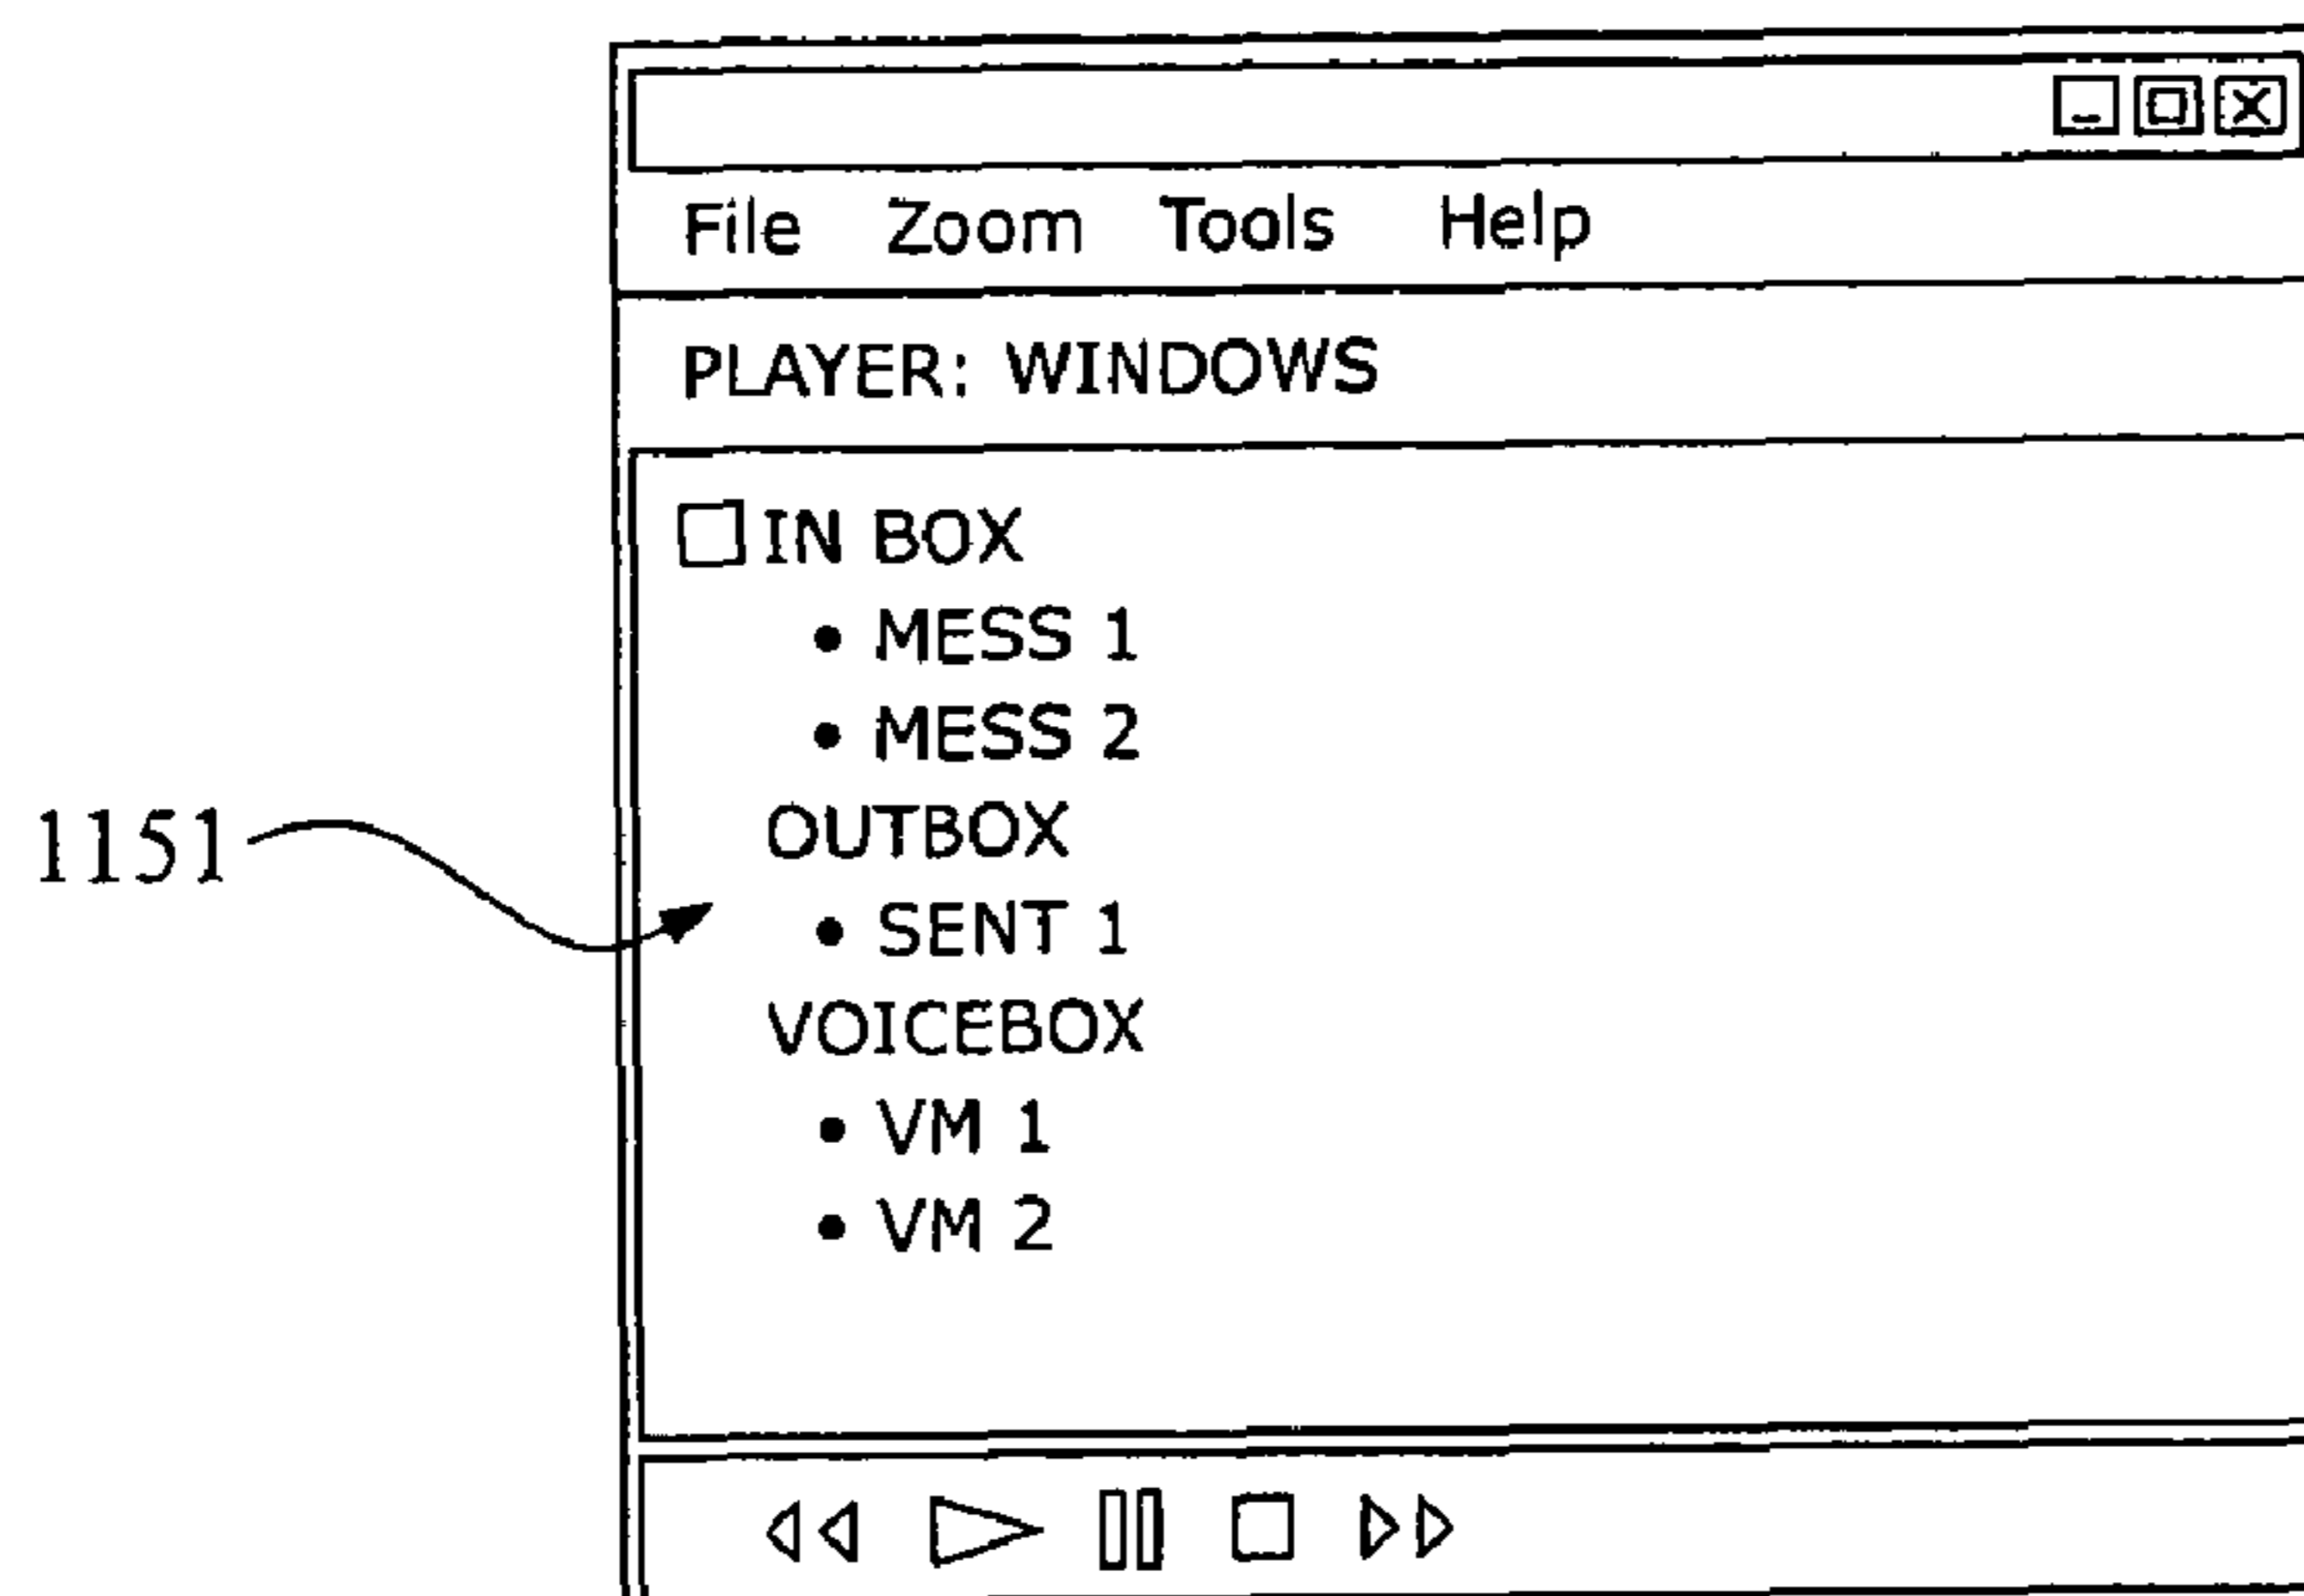 File Zoom Tools Help
PLAYER: WINDOWS
IN BOX
• MESS 1
• MESS 2
1151
OUTBOX
• SENT 1
VOICEBOX
• VM 1
• VM 2